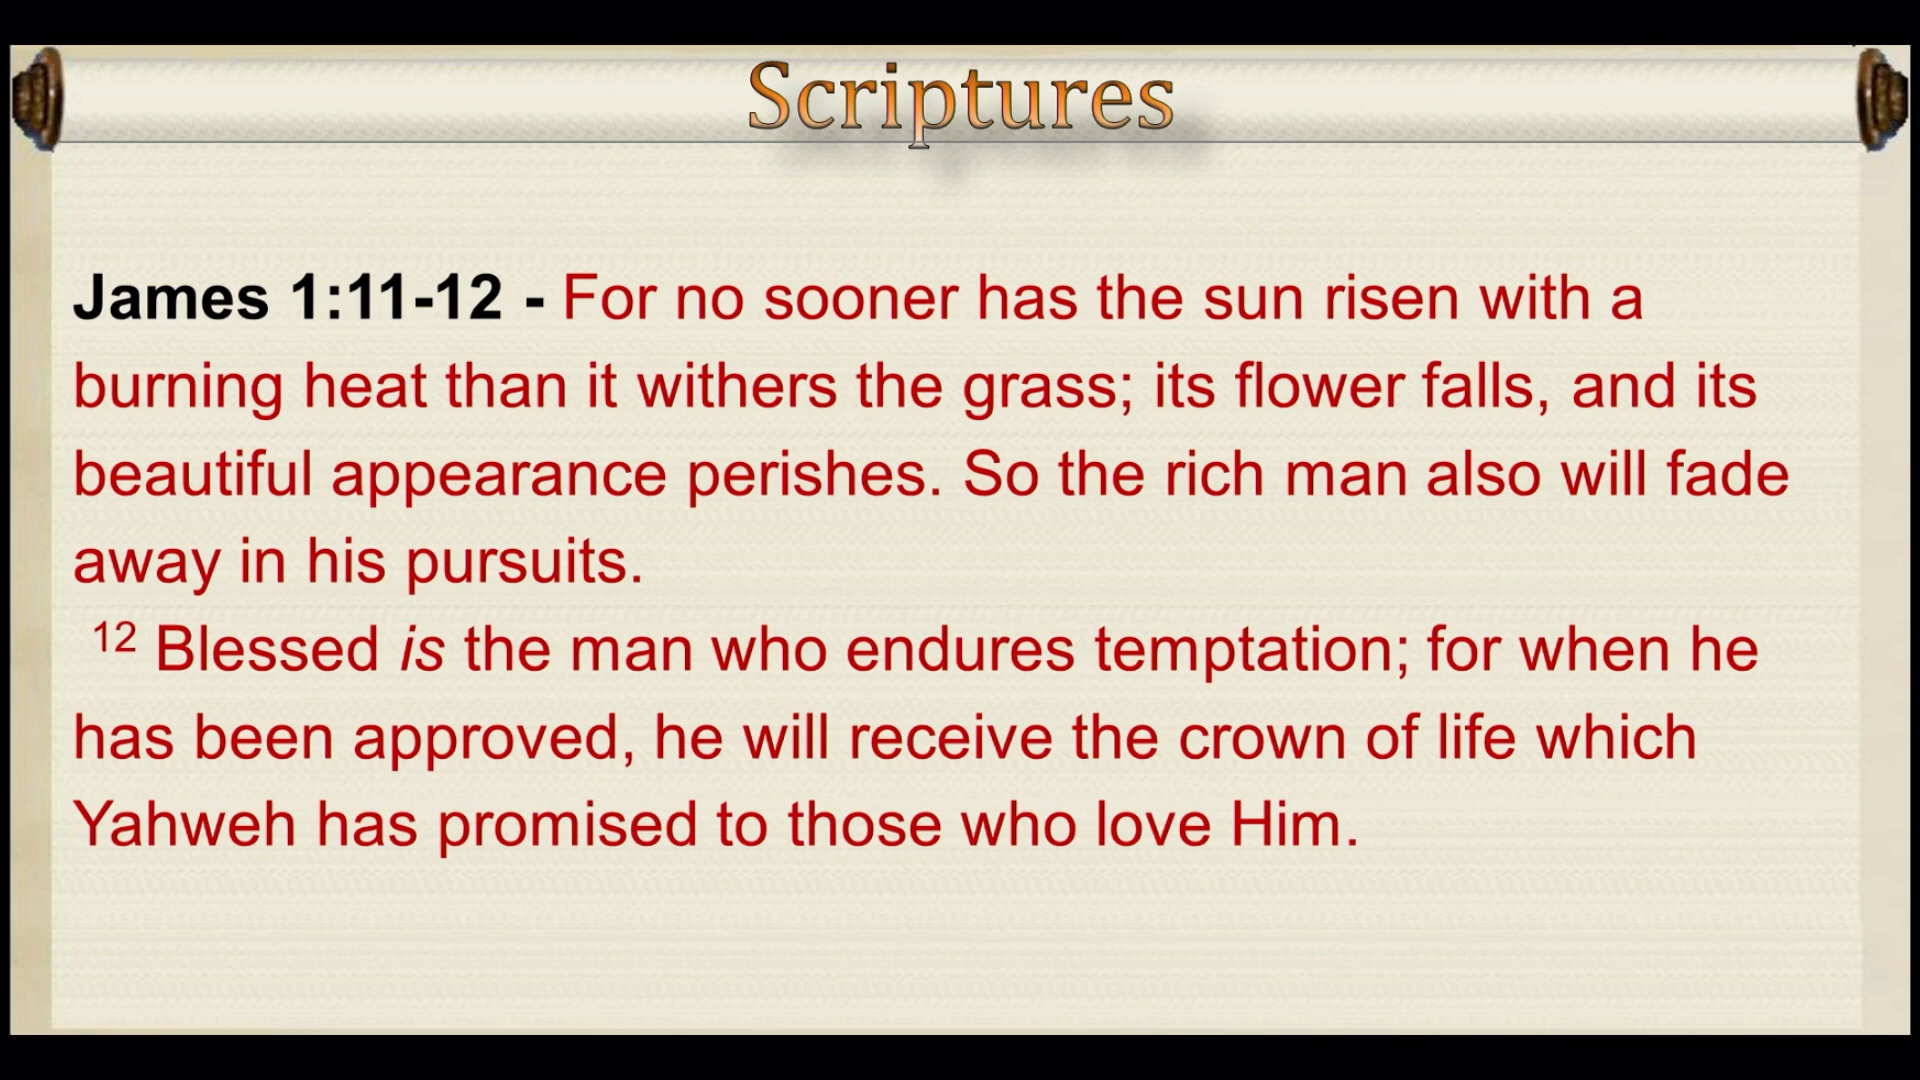 Scriptures
James 1:11-12 - For no sooner has the sun risen with a
burning heat than it withers the grass; its flower falls, and its
beautiful appearance perishes. So the rich man also will fade
away in his pursuits.
12 Blessed is the man who endures temptation; for when he
has been approved, he will receive the crown of life which
Yahweh has promised to those who love Him.